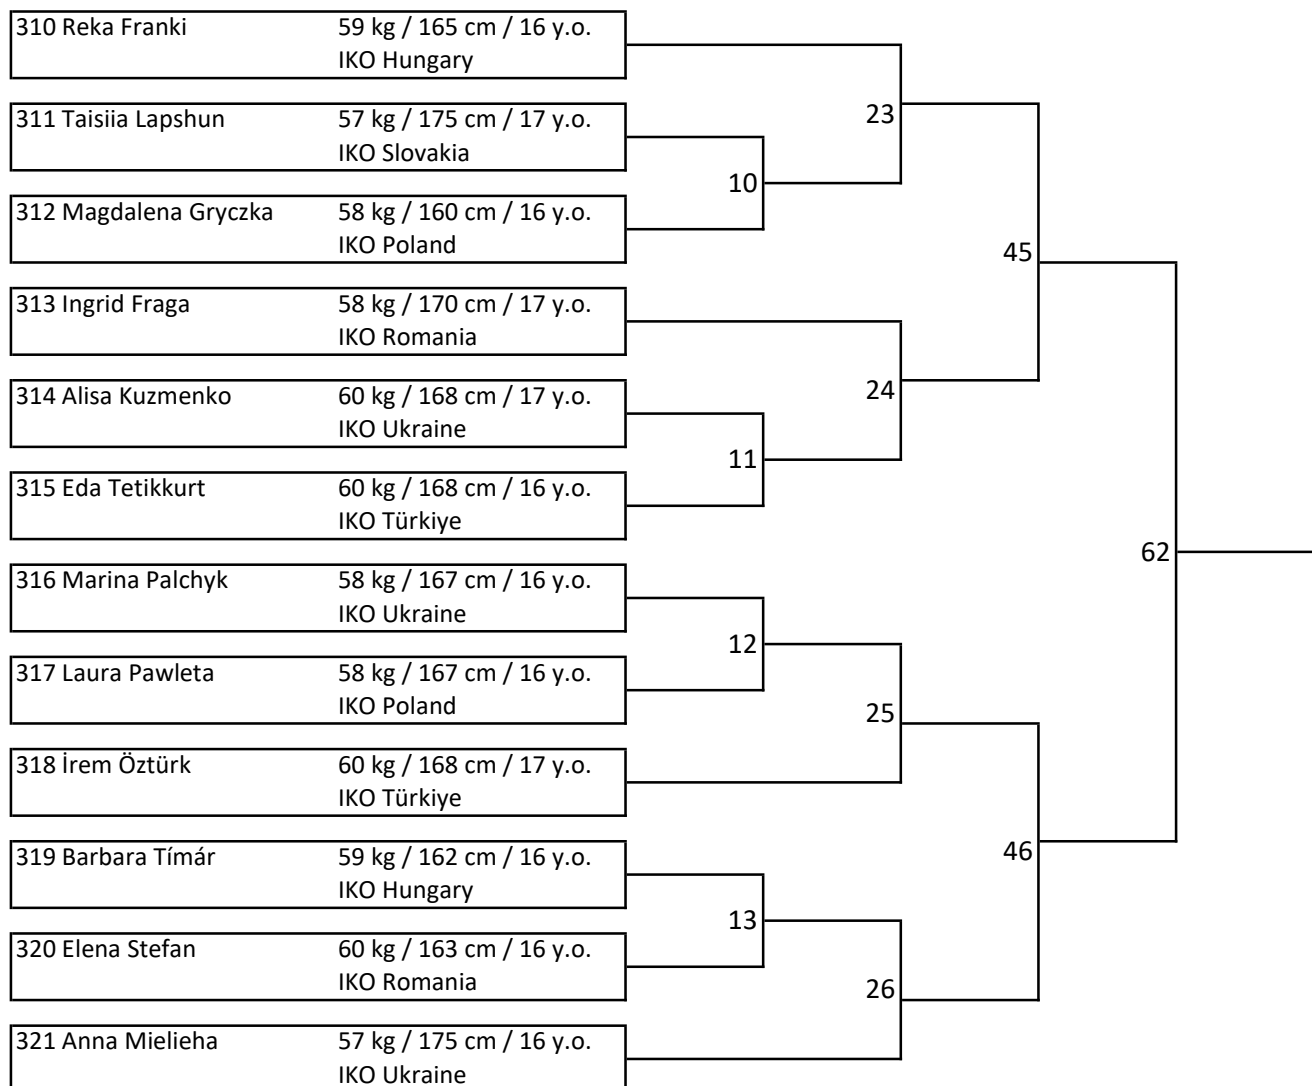 310 Reka Franki 59 kg / 165 cm / 16 y.o.
IKO Hungary
23
311 Taisiia Lapshun 57 kg / 175 cm / 17 y.o.
IKO Slovakia
10
312 Magdalena Gryczka 58 kg / 160 cm / 16 y.o.
IKO Poland
45
313 Ingrid Fraga 58 kg / 170 cm / 17 y.o.
IKO Romania
24
314 Alisa Kuzmenko 60 kg / 168 cm / 17 y.o.
IKO Ukraine
11
315 Eda Tetikkurt 60 kg / 168 cm / 16 y.o.
IKO Türkiye
62
316 Marina Palchyk 58 kg / 167 cm / 16 y.o.
IKO Ukraine
12
317 Laura Pawleta 58 kg / 167 cm / 16 y.o.
IKO Poland
25
318 İrem Öztürk 60 kg / 168 cm / 17 y.o.
IKO Türkiye
46
319 Barbara Tímár 59 kg / 162 cm / 16 y.o.
IKO Hungary
13
320 Elena Stefan 60 kg / 163 cm / 16 y.o.
IKO Romania
26
321 Anna Mielieha 57 kg / 175 cm / 16 y.o.
IKO Ukraine